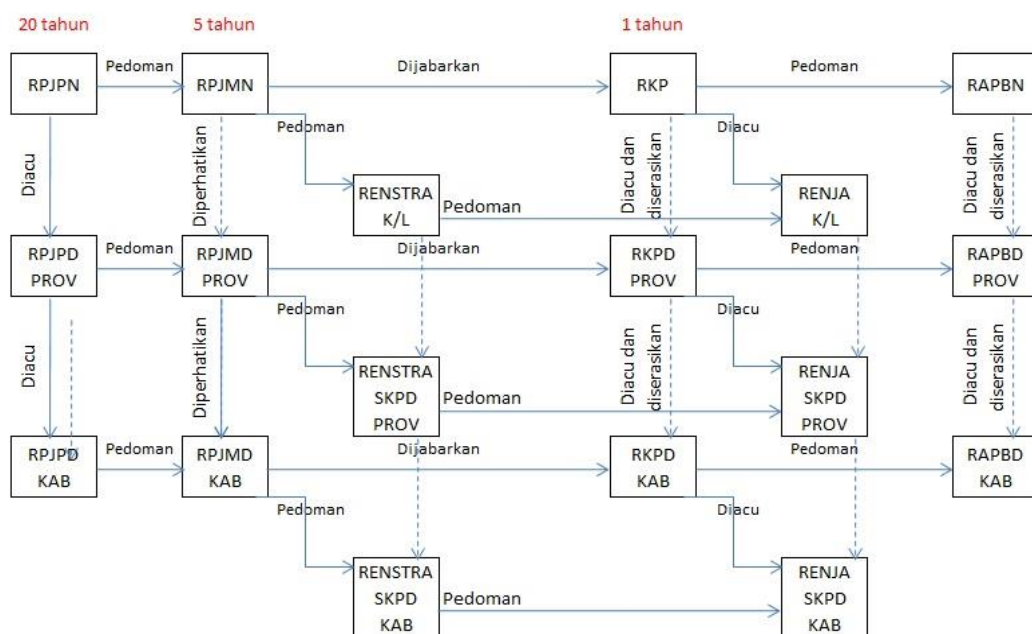 20 tahun
5 tahun
1 tahun
RPJPN
Pedoman
RPJMN
Dijabarkan
RKP
Pedoman
RAPBN
Diacu
Diperhatikan
Pedoman
Diacu dan
diserasikan
Diacu
Diacu dan
diserasikan
RENSTRA
K/L
Pedoman
RENJA
K/L
RPJPD
PROV
Pedoman
RPJMD
PROV
Dijabarkan
RKPD
PROV
Pedoman
RAPBD
PROV
Diacu
Diperhatikan
Pedoman
Diacu dan
diserasikan
Diacu
Diacu dan
diserasikan
RENSTRA
SKPD
PROV
Pedoman
RENJA
SKPD
PROV
RPJPD
KAB
Pedoman
RPJMD
KAB
Dijabarkan
RKPD
KAB
Pedoman
RAPBD
KAB
Pedoman
Diacu
RENSTRA
SKPD
KAB
Pedoman
RENJA
SKPD
KAB